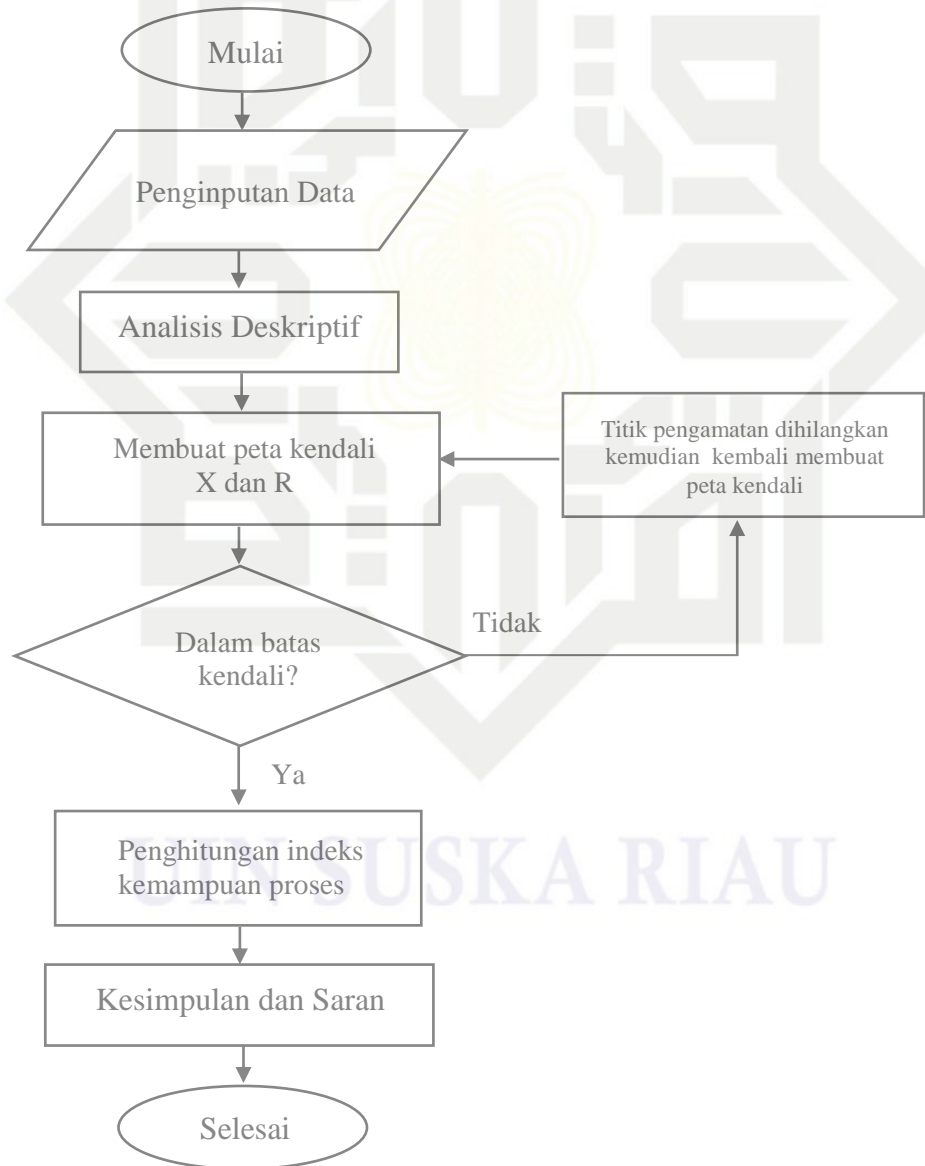 Mulai
Penginputan Data
Analisis Deskriptif
Membuat peta kendali
X dan R
Titik pengamatan dihilangkan
kemudian kembali membuat
peta kendali
Dalam batas
kendali?
Tidak
Ya
Penghitungan indeks
kemampuan proses
UIN SUSKA RIAU
Kesimpulan dan Saran
Selesai